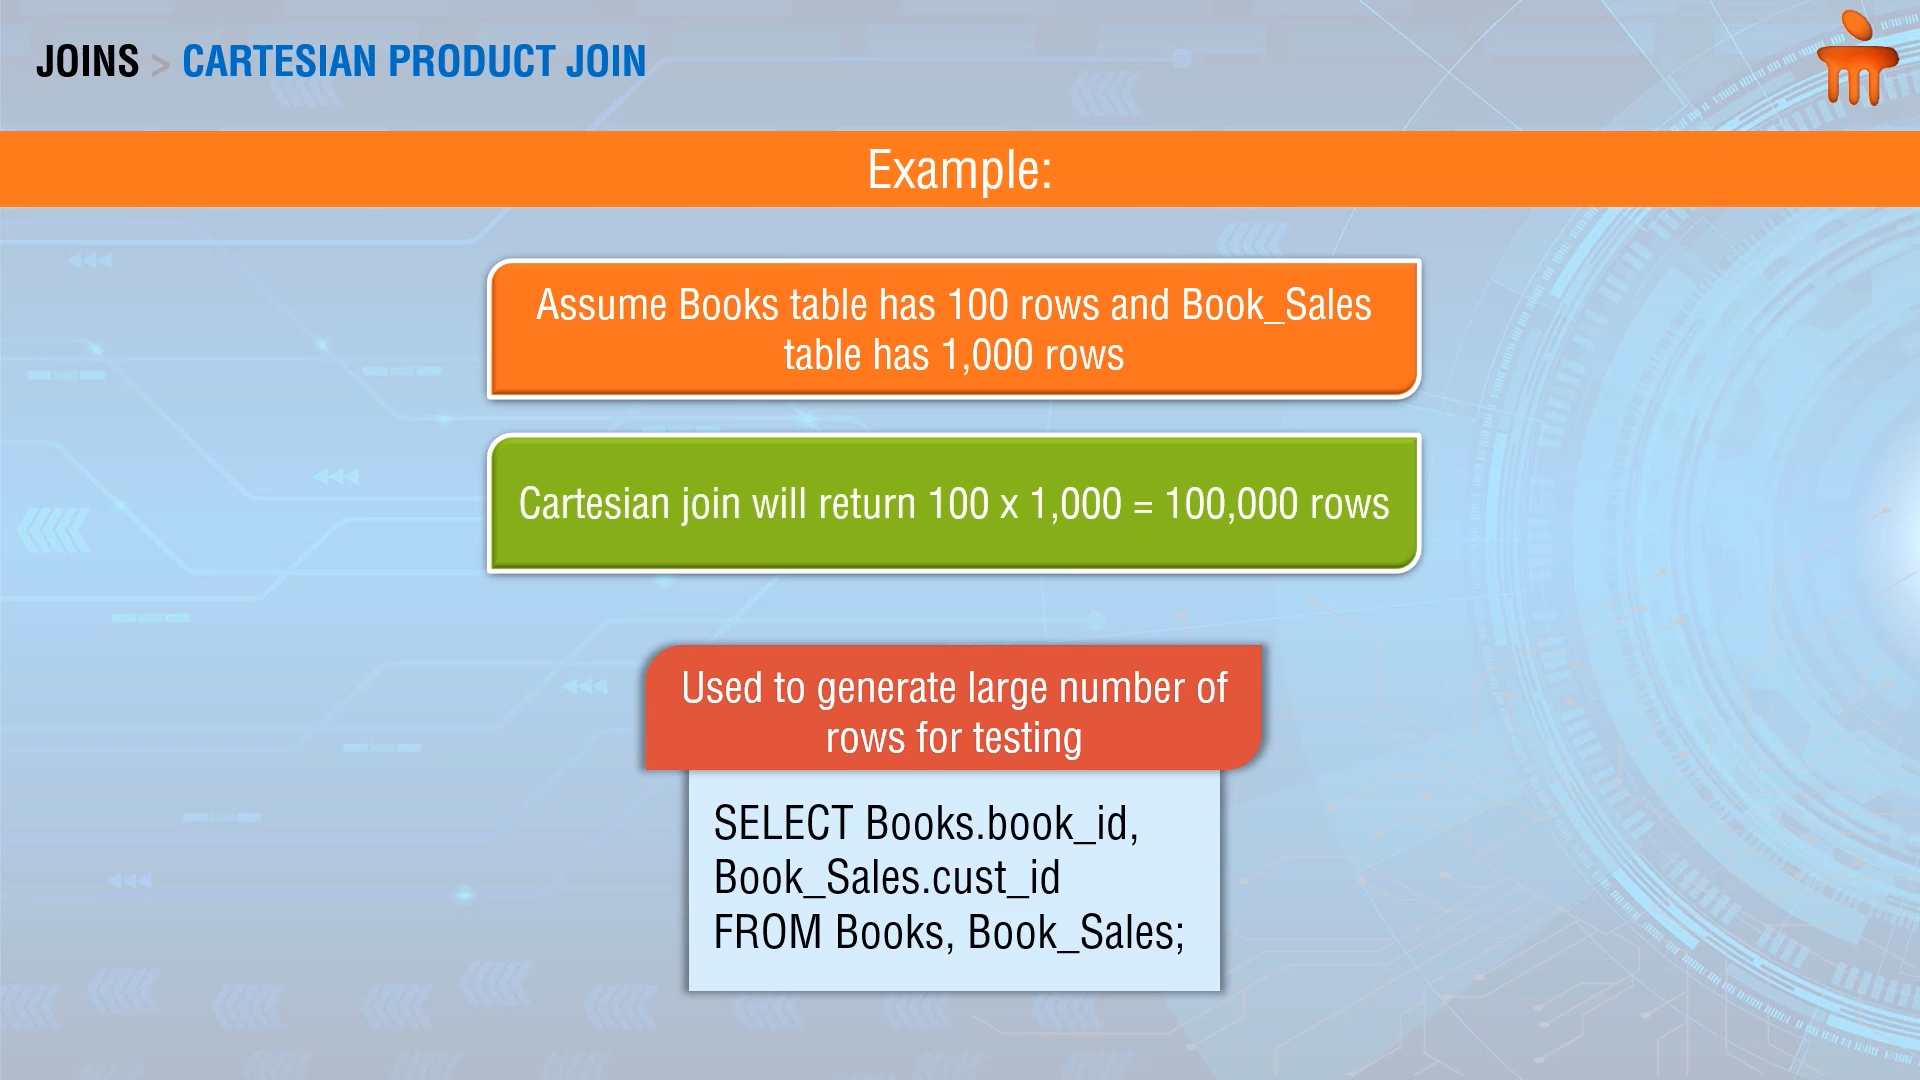 JOINS > CARTESIAN PRODUCT JOIN
Example:
Assume Books table has 100 rows and Book_Sales
table has 1,000 rows
Cartesian join will return 100 x 1,000 = 100,000 rows
Used to generate large number of
rows for testing
SELECT Books.book_id,
Book_Sales.cust_id
FROM Books, Book_Sales;